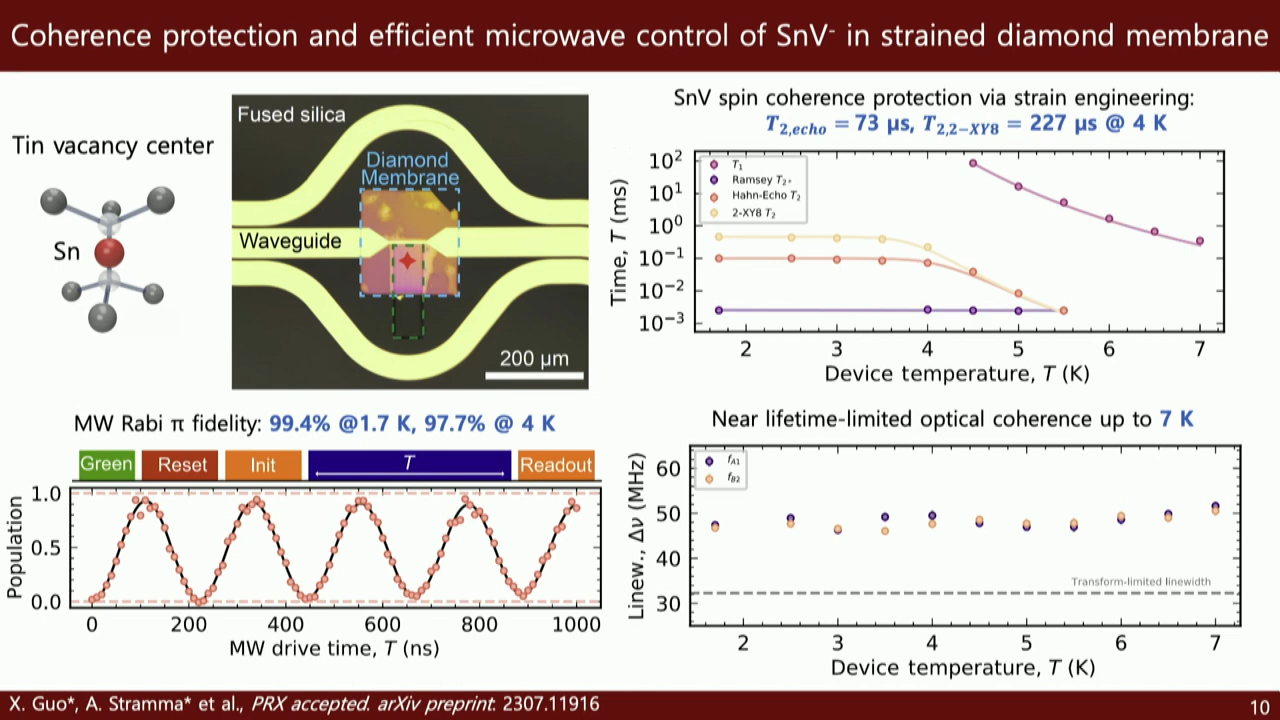 Coherence protection and efficient microwave control of SnV- in strained diamond membrane
Tin vacancy center
Sn
Fused silica
Diamond
Membrane
Waveguide
200 μm
SnV spin coherence protection via strain engineering:
T2,echo = 73 μs, T2,2−XY8 = 227 μs @ 4 K
10² 10¹ 10⁰ 10⁻¹ 10⁻² 10⁻³
Time, T (ms)
T₁
Ramsey T₂*
Hahn-Echo T₂
2-XY8 T₂
2 3 4 5 6 7
Device temperature, T (K)
MW Rabi π fidelity: 99.4% @1.7 K, 97.7% @ 4 K
Green Reset Init T Readout
Population
1.0
0.5
0.0
0 200 400 600 800 1000
MW drive time, T (ns)
Near lifetime-limited optical coherence up to 7 K
Linew., Δν (MHz)
60
50
40
30
fA1
fB2
Transform-limited linewidth
2 3 4 5 6 7
Device temperature, T (K)
X. Guo*, A. Stramma* et al., PRX accepted. arXiv preprint: 2307.11916
10